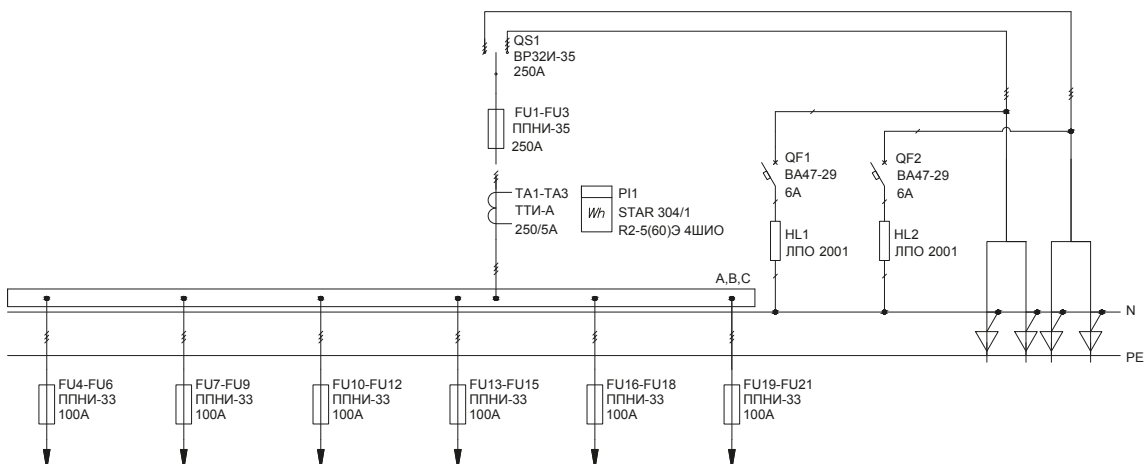 QS1
ВР32И-35
250А
FU1-FU3
ППНИ-35
250А
TA1-TA3
ТТИ-А
250/5А
PI1
Wh
STAR 304/1
R2-5(60)Э 4ШИО
QF1
ВА47-29
6А
QF2
ВА47-29
6А
HL1
ЛПО 2001
HL2
ЛПО 2001
A,B,C
N
PE
FU4-FU6
ППНИ-33
100А
FU7-FU9
ППНИ-33
100А
FU10-FU12
ППНИ-33
100А
FU13-FU15
ППНИ-33
100А
FU16-FU18
ППНИ-33
100А
FU19-FU21
ППНИ-33
100А